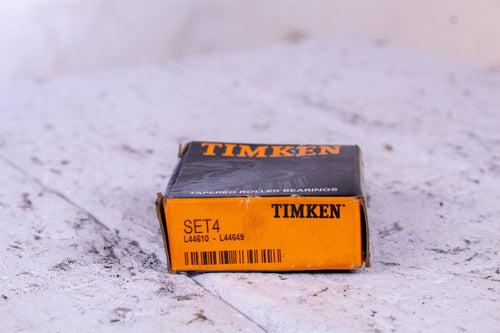 TIMKEN
TAPERED ROLLER BEARINGS
TIMKEN
SET4
L44610 - L44649